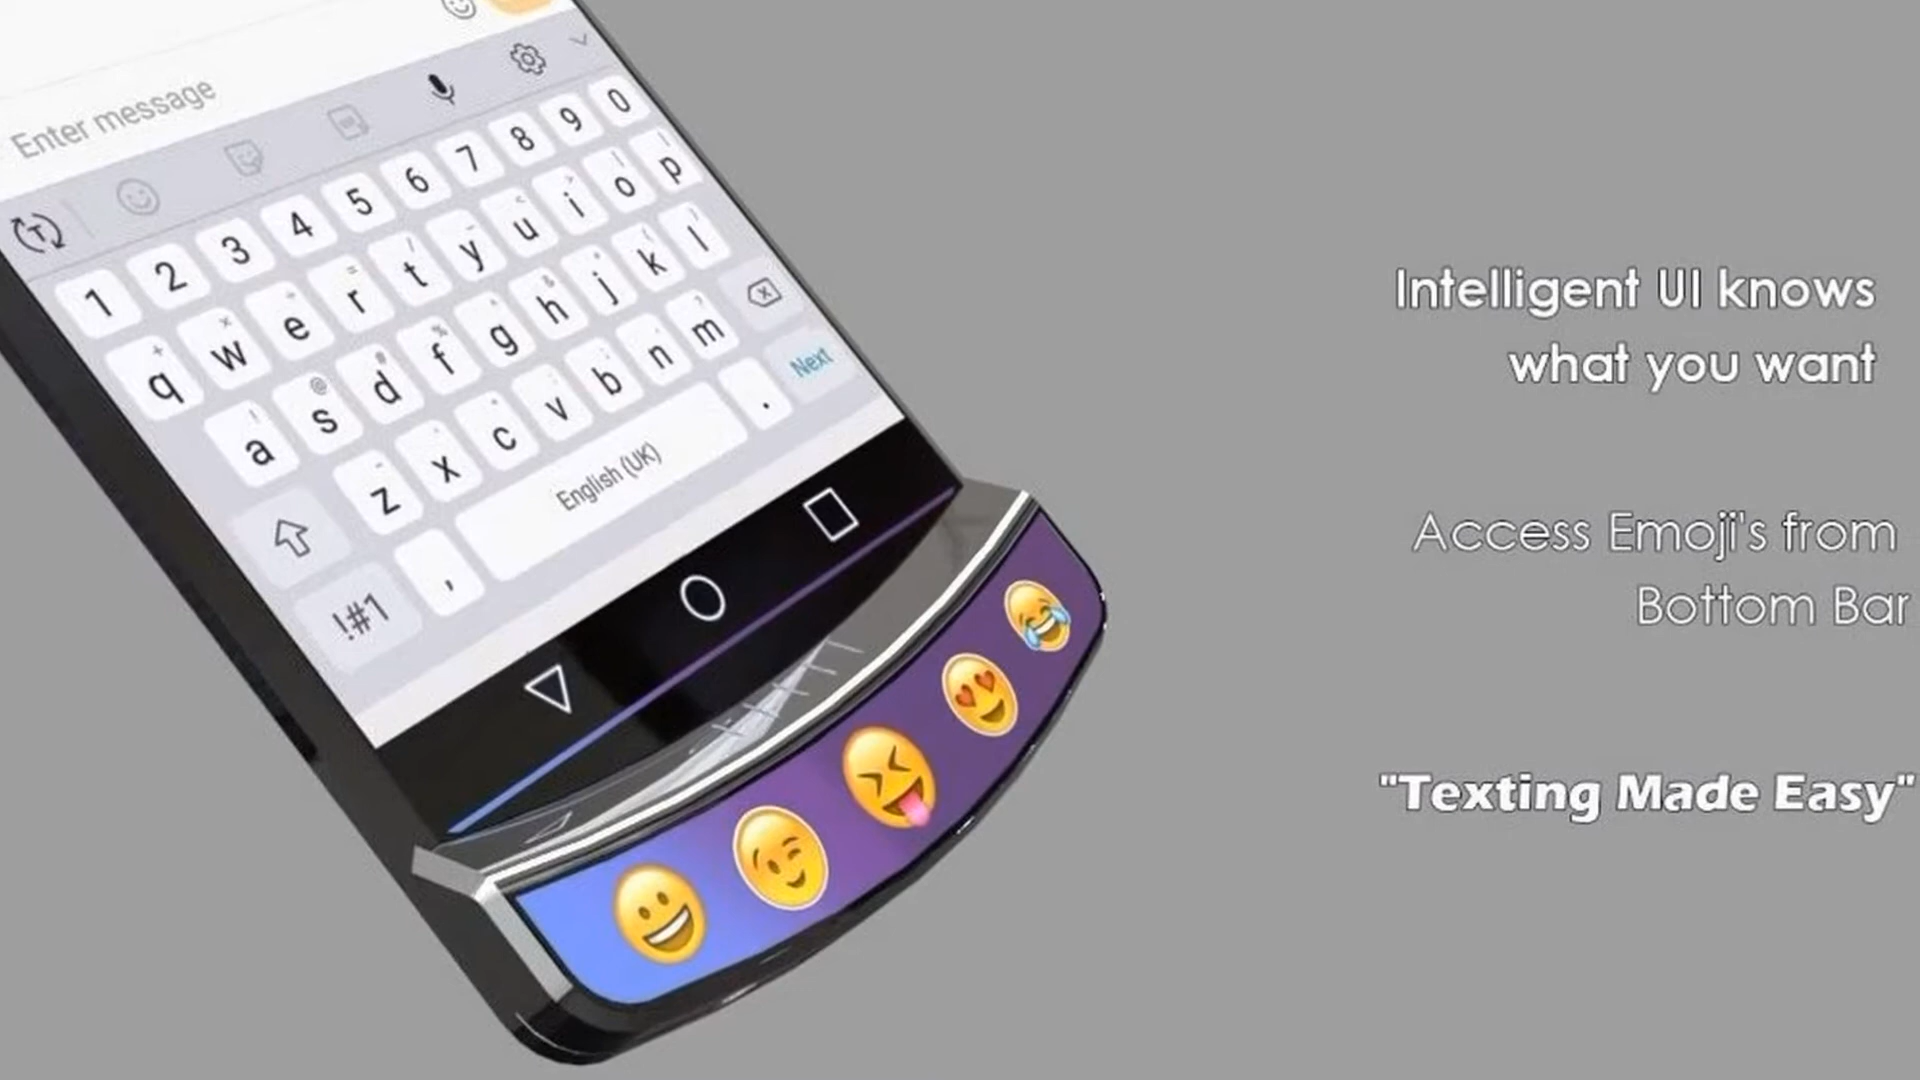 Enter message
1 2 3 4 5 6 7 8 9 0
q w e r t y u i o p
a s d f g h j k l
z x c v b n m
!#1 , English (UK) . Next
Intelligent UI knows
what you want
Access Emoji's from
Bottom Bar
"Texting Made Easy"